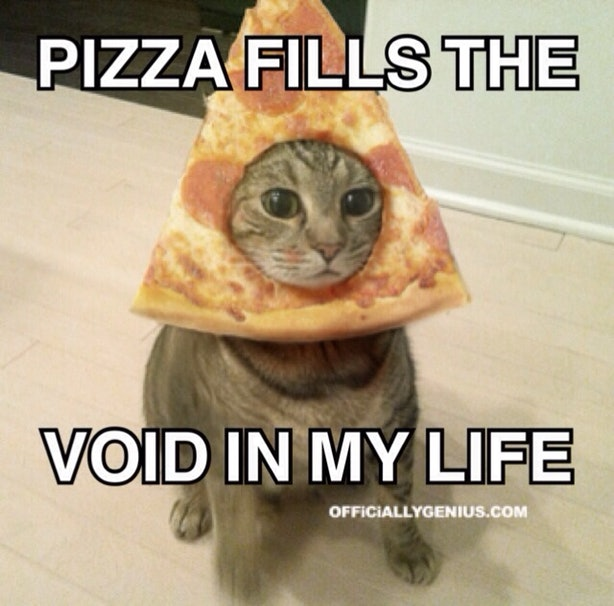 PIZZA FILLS THE
VOID IN MY LIFE
OFFiCiALLYGENIUS.COM